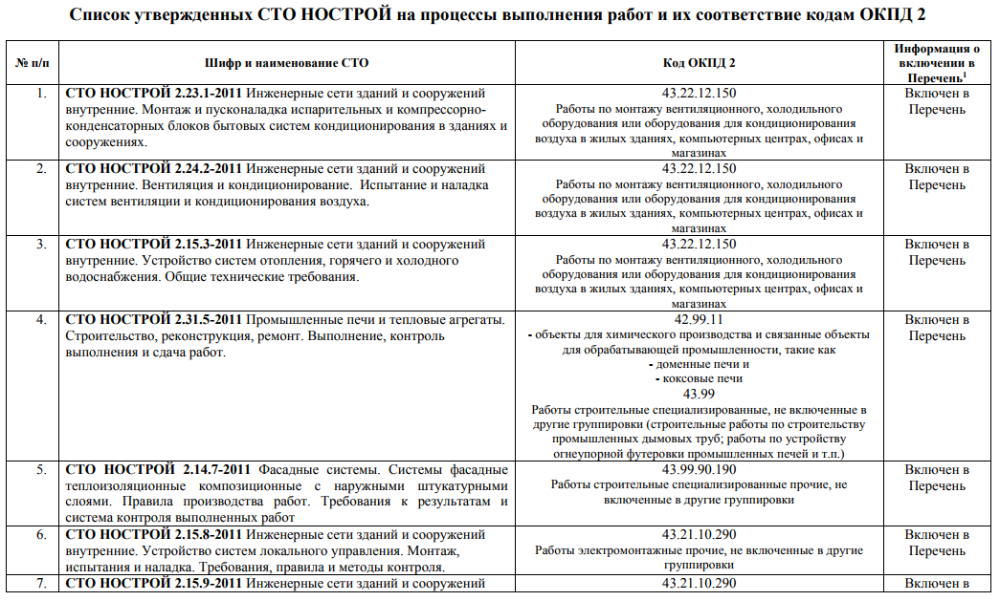 Список утвержденных СТО НОСТРОЙ на процессы выполнения работ и их соответствие кодам ОКПД 2
№ п/п
Шифр и наименование СТО
Код ОКПД 2
Информация о
включении в
Перечень1
1.
СТО НОСТРОЙ 2.23.1-2011 Инженерные сети зданий и сооружений
внутренние. Монтаж и пусконаладка испарительных и компрессорно-
конденсаторных блоков бытовых систем кондиционирования в зданиях и
сооружениях.
43.22.12.150
Работы по монтажу вентиляционного, холодильного
оборудования или оборудования для кондиционирования
воздуха в жилых зданиях, компьютерных центрах, офисах и
магазинах
Включен в
Перечень
2.
СТО НОСТРОЙ 2.24.2-2011 Инженерные сети зданий и сооружений
внутренние. Вентиляция и кондиционирование. Испытание и наладка
систем вентиляции и кондиционирования воздуха.
43.22.12.150
Работы по монтажу вентиляционного, холодильного
оборудования или оборудования для кондиционирования
воздуха в жилых зданиях, компьютерных центрах, офисах и
магазинах
Включен в
Перечень
3.
СТО НОСТРОЙ 2.15.3-2011 Инженерные сети зданий и сооружений
внутренние. Устройство систем отопления, горячего и холодного
водоснабжения. Общие технические требования.
43.22.12.150
Работы по монтажу вентиляционного, холодильного
оборудования или оборудования для кондиционирования
воздуха в жилых зданиях, компьютерных центрах, офисах и
магазинах
Включен в
Перечень
4.
СТО НОСТРОЙ 2.31.5-2011 Промышленные печи и тепловые агрегаты.
Строительство, реконструкция, ремонт. Выполнение, контроль
выполнения и сдача работ.
42.99.11
- объекты для химического производства и связанные объекты
для обрабатывающей промышленности, такие как
- доменные печи и
- коксовые печи
43.99
Работы строительные специализированные, не включенные в
другие группировки (строительные работы по строительству
промышленных дымовых труб; работы по устройству
огнеупорной футеровки промышленных печей и т.п.)
Включен в
Перечень
5.
СТО НОСТРОЙ 2.14.7-2011 Фасадные системы. Системы фасадные
теплоизоляционные композиционные с наружными штукатурными
слоями. Правила производства работ. Требования к результатам и
система контроля выполненных работ
43.99.90.190
Работы строительные специализированные прочие, не
включенные в другие группировки
Включен в
Перечень
6.
СТО НОСТРОЙ 2.15.8-2011 Инженерные сети зданий и сооружений
внутренние. Устройство систем локального управления. Монтаж,
испытания и наладка. Требования, правила и методы контроля.
43.21.10.290
Работы электромонтажные прочие, не включенные в другие
группировки
Включен в
Перечень
7.
СТО НОСТРОЙ 2.15.9-2011 Инженерные сети зданий и сооружений
43.21.10.290
Включен в